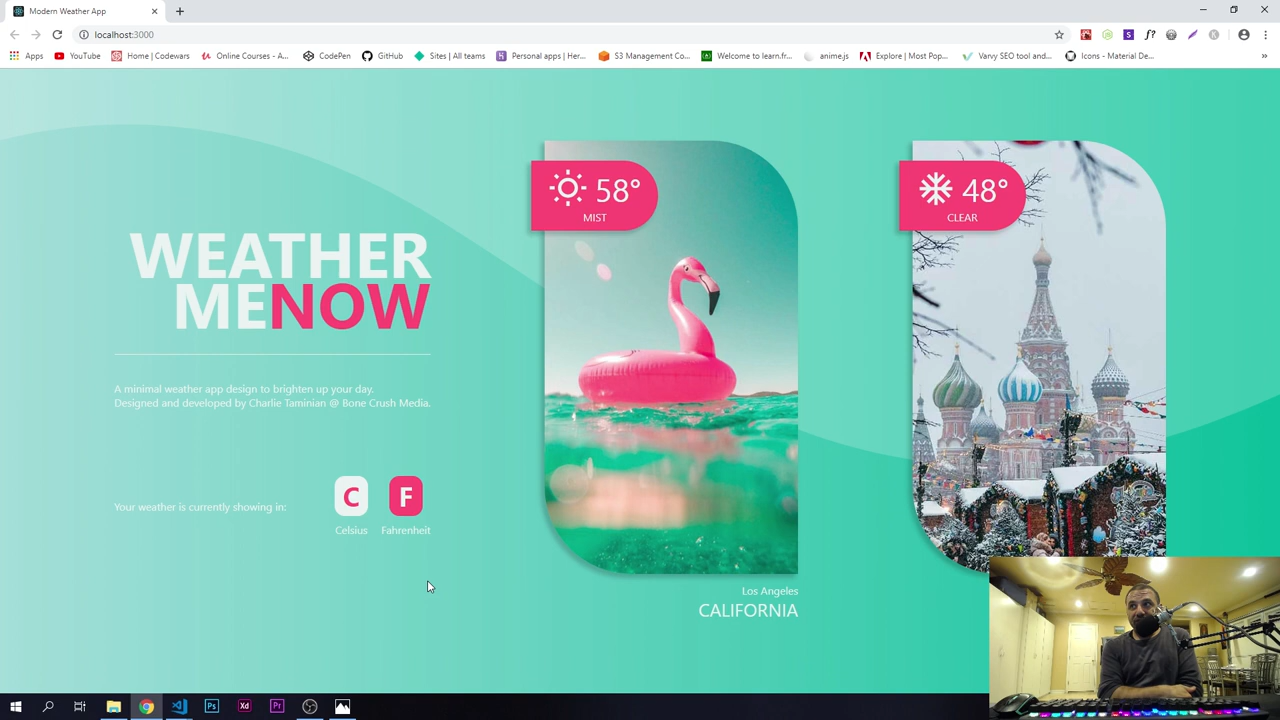 Modern Weather App
localhost:3000
Apps
YouTube
Home | Codewars
Online Courses - A...
CodePen
GitHub
Sites | All teams
Personal apps | Her...
S3 Management Co...
Welcome to learn.fr...
anime.js
Explore | Most Pop...
Varvy SEO tool and...
Icons - Material De...
»
WEATHER
MENOW
A minimal weather app design to brighten up your day.
Designed and developed by Charlie Taminian @ Bone Crush Media.
Your weather is currently showing in:
C
F
Celsius
Fahrenheit
58°
MIST
Los Angeles
CALIFORNIA
48°
CLEAR
S
f?
Ps
Xd
Pr